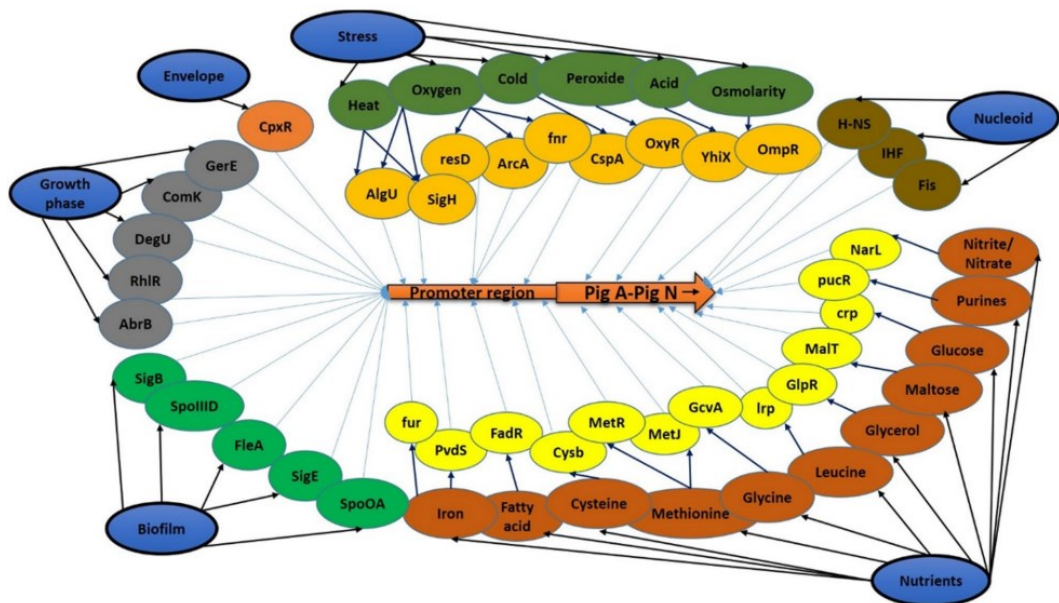 Stress
Envelope
Cold
Peroxide
Acid
Oxygen
Osmolarity
Heat
Nucleoid
H-NS
CpxR
fnr
OxyR
IHF
resD
CspA
YhiX
OmpR
GerE
ArcA
Fis
Growth
phase
ComK
AlgU
SigH
DegU
NarL
Nitrite/
Nitrate
RhlR
pucR
Promoter region
Pig A-Pig N
Purines
AbrB
crp
MalT
Glucose
SigB
GlpR
Maltose
SpoIIID
GcvA
lrp
fur
FadR
MetR
Glycerol
FleA
PvdS
Cysb
MetJ
Leucine
SigE
SpoOA
Iron
Fatty
acid
Cysteine
Methionine
Glycine
Biofilm
Nutrients